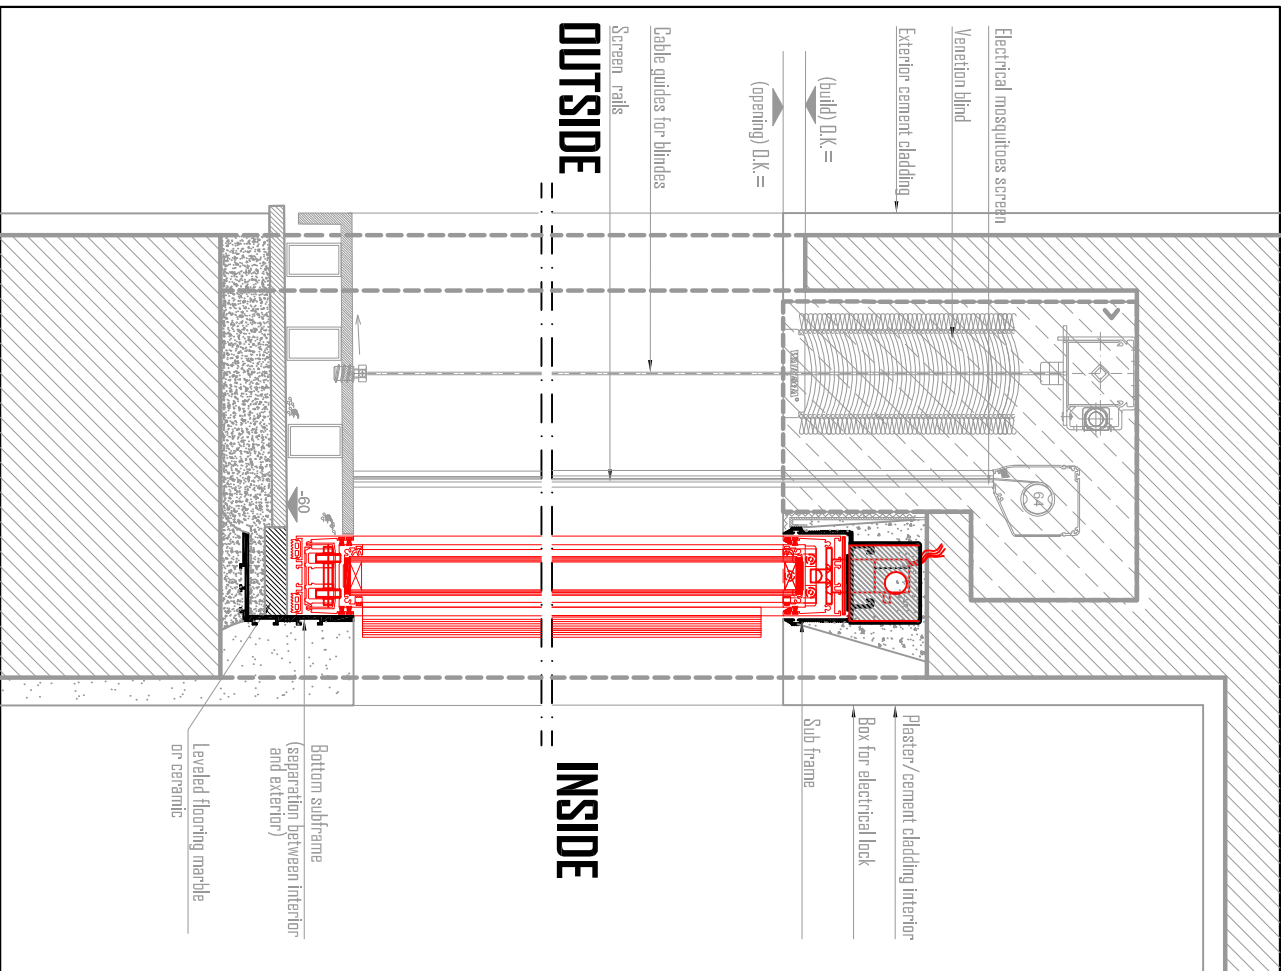 Electrical mosquitoes screen
Venetion blind
Exterior cement cladding
(build) O.K. =
(opening) O.K. =
Cable guides for blindes
Screen rails
OUTSIDE
64
-60
INSIDE
Plaster/cement cladding interior
Box for electrical lock
Sub frame
Bottom subframe
(separation between interior
and exterior)
Leveled flooring marble
or ceramic